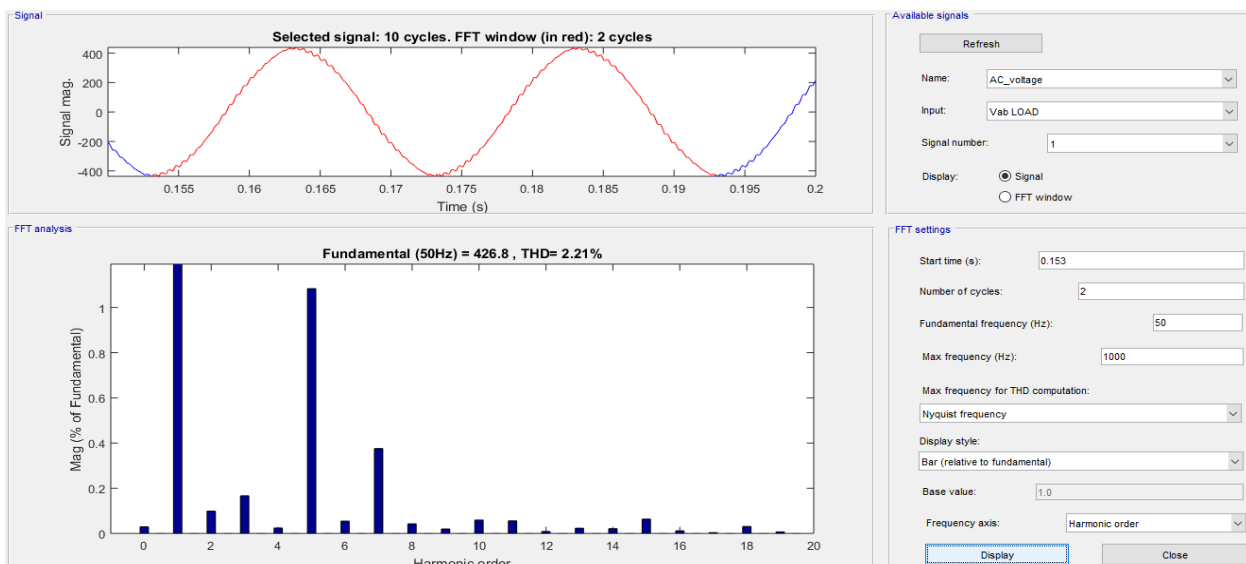 Signal
Selected signal: 10 cycles. FFT window (in red): 2 cycles
400
200
0
-200
-400
Signal mag.
0.155 0.16 0.165 0.17 0.175 0.18 0.185 0.19 0.195 0.2
Time (s)
FFT analysis
Fundamental (50Hz) = 426.8 , THD= 2.21%
1
0.8
0.6
0.4
0.2
0
Mag (% of Fundamental)
0 2 4 6 8 10 12 14 16 18 20
Harmonic order
Available signals
Refresh
Name: AC_voltage
Input: Vab LOAD
Signal number: 1
Display: Signal
FFT window
FFT settings
Start time (s): 0.153
Number of cycles: 2
Fundamental frequency (Hz): 50
Max frequency (Hz): 1000
Max frequency for THD computation:
Nyquist frequency
Display style:
Bar (relative to fundamental)
Base value: 1.0
Frequency axis: Harmonic order
Display Close